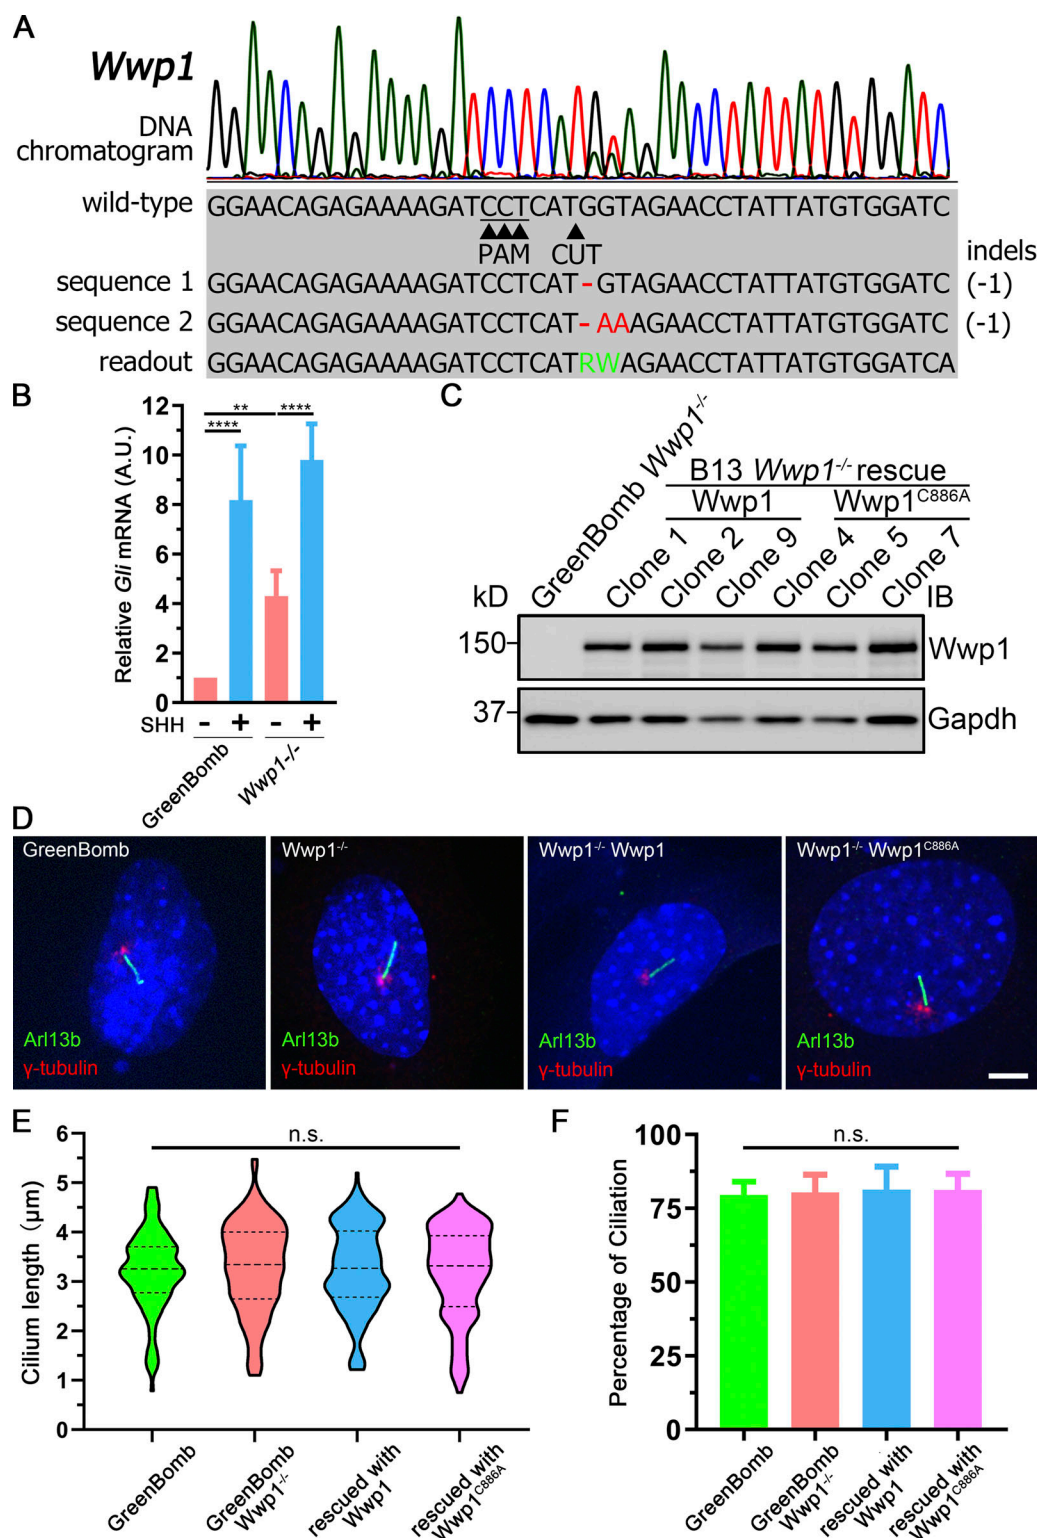 A
Wwp1
DNA
chromatogram
wild-type GGAACAGAGAAAAGATCCTCATGGTAGAACCTATTATGTGGATC
PAM CUT indels
sequence 1 GGAACAGAGAAAAGATCCTCAT-GTAGAACCTATTATGTGGATC (-1)
sequence 2 GGAACAGAGAAAAGATCCTCAT-AAAGAACCTATTATGTGGATC (-1)
readout GGAACAGAGAAAAGATCCTCATRWAGAACCTATTATGTGGATCA
B
Relative Gli mRNA (A.U.)
12
10
8
6
4
2
0
** ****
****
SHH - + - +
GreenBomb Wwp1-/-
C
GreenBomb Wwp1-/-
B13 Wwp1-/- rescue
Wwp1 Wwp1C886A
Clone 1 Clone 2 Clone 9 Clone 4 Clone 5 Clone 7
kD IB
150 Wwp1
37 Gapdh
D
GreenBomb
Arl13b
γ-tubulin
Wwp1-/-
Arl13b
γ-tubulin
Wwp1-/- Wwp1
Arl13b
γ-tubulin
Wwp1-/- Wwp1C886A
Arl13b
γ-tubulin
E
Cilium length (μm)
6
5
4
3
2
1
0
n.s.
GreenBomb
GreenBomb
Wwp1-/-
rescued with
Wwp1
rescued with
Wwp1C886A
F
Percentage of Ciliation
100
75
50
25
0
n.s.
GreenBomb
GreenBomb
Wwp1-/-
rescued with
Wwp1
rescued with
Wwp1C886A